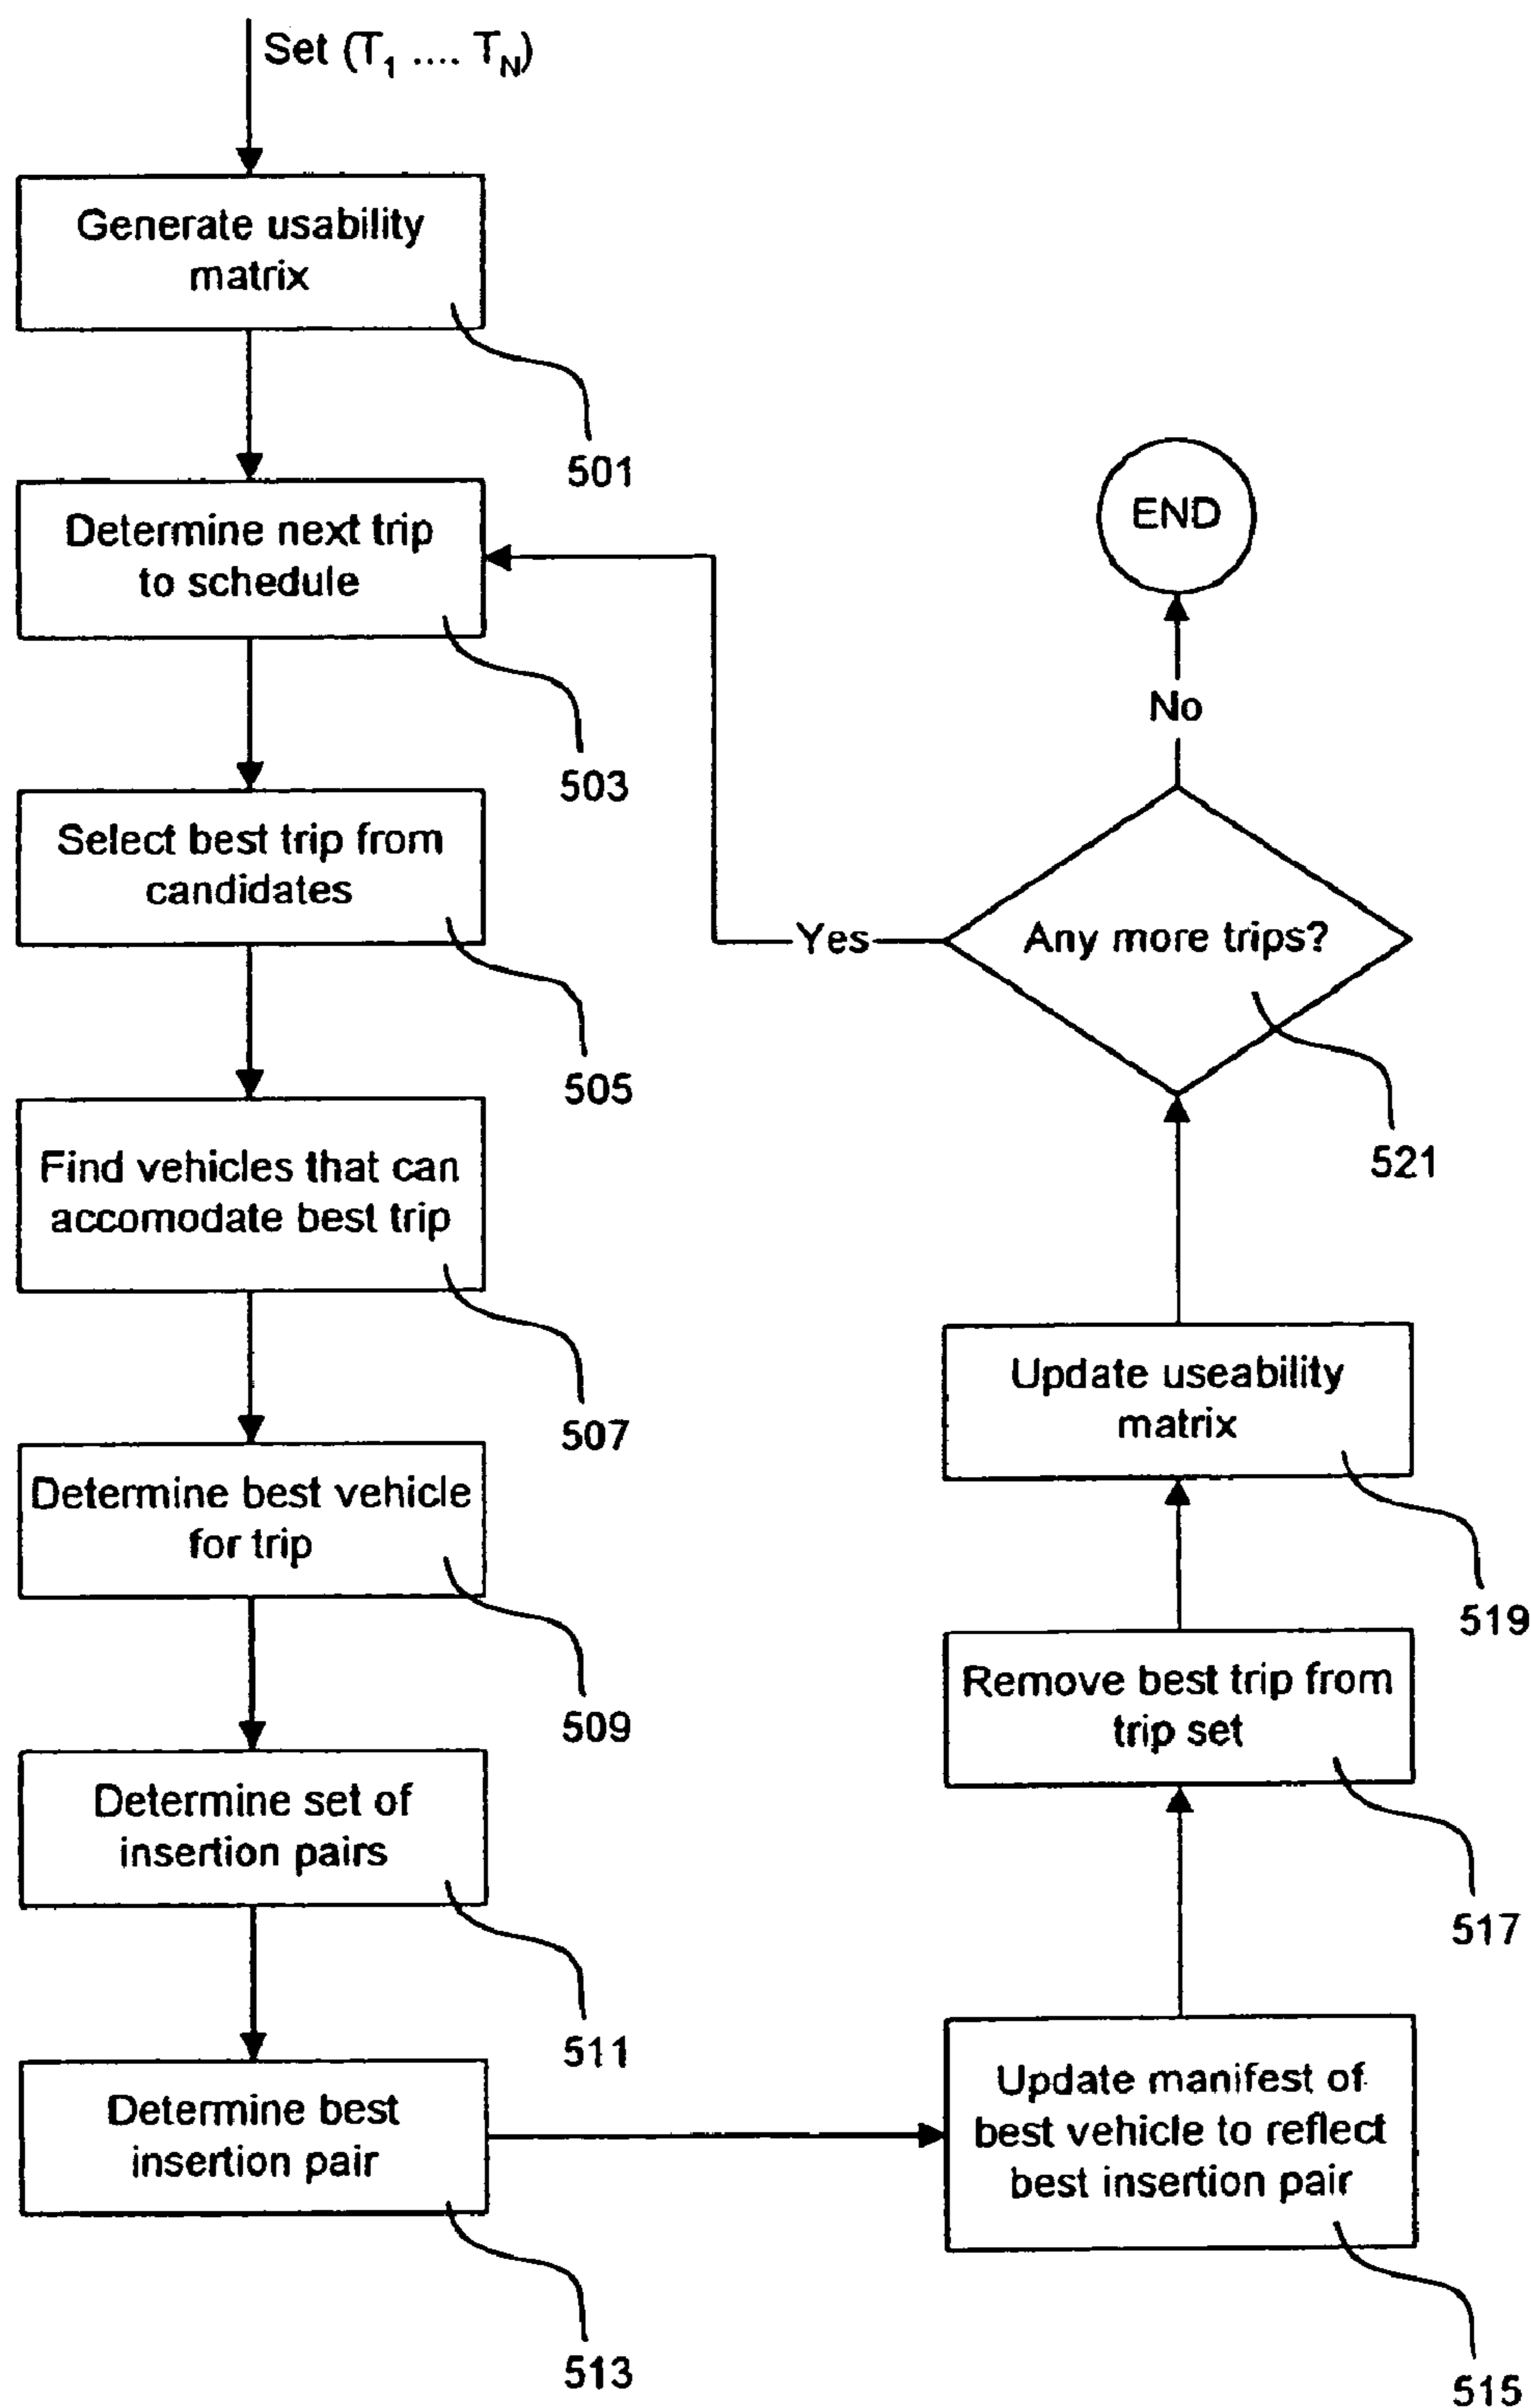 Set (T₁ .... T_N)
Generate usability
matrix
501
Determine next trip
to schedule
503
Select best trip from
candidates
505
Find vehicles that can
accomodate best trip
507
Determine best vehicle
for trip
509
Determine set of
insertion pairs
511
Determine best
insertion pair
513
Update manifest of
best vehicle to reflect
best insertion pair
515
Remove best trip from
trip set
517
Update useability
matrix
519
Any more trips?
521
Yes
No
END